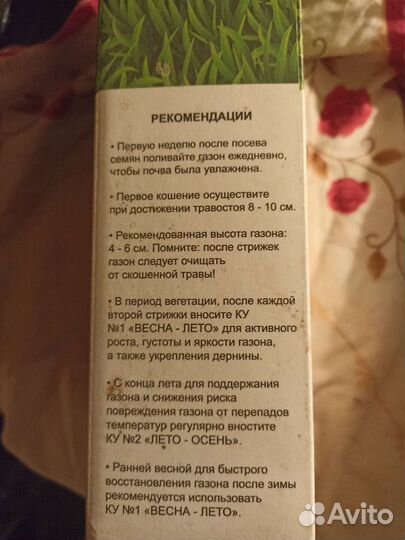 РЕКОМЕНДАЦИИ
• Первую неделю после посева
семян поливайте газон ежедневно,
чтобы почва была увлажнена.
• Первое кошение осуществите
при достижении травостоя 8 - 10 см.
• Рекомендованная высота газона:
4 - 6 см. Помните: после стрижек
газон следует очищать
от скошенной травы!
• В период вегетации, после каждой
второй стрижки вносите КУ
№1 «ВЕСНА - ЛЕТО» для активного
роста, густоты и яркости газона,
а также укрепления дернины.
• С конца лета для поддержания
газона и снижения риска
повреждения газона от перепадов
температур регулярно вностите
КУ №2 «ЛЕТО - ОСЕНЬ».
• Ранней весной для быстрого
восстановления газона после зимы
рекомендуется использовать
КУ №1 «ВЕСНА - ЛЕТО».
Avito